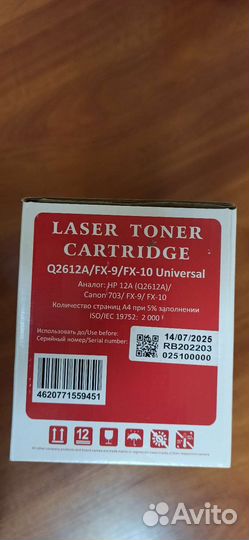 LASER TONER
CARTRIDGE
Q2612A/FX-9/FX-10 Universal
Аналог: HP 12A (Q2612A)/
Canon 703/ FX-9/ FX-10
Количество страниц А4 при 5% заполнении
ISO/IEC 19752: 2 000
Использовать до/Use before: 14/07/2025
Серийный номер/Serial number: RB202203
025100000
4620771559451
12
Avito